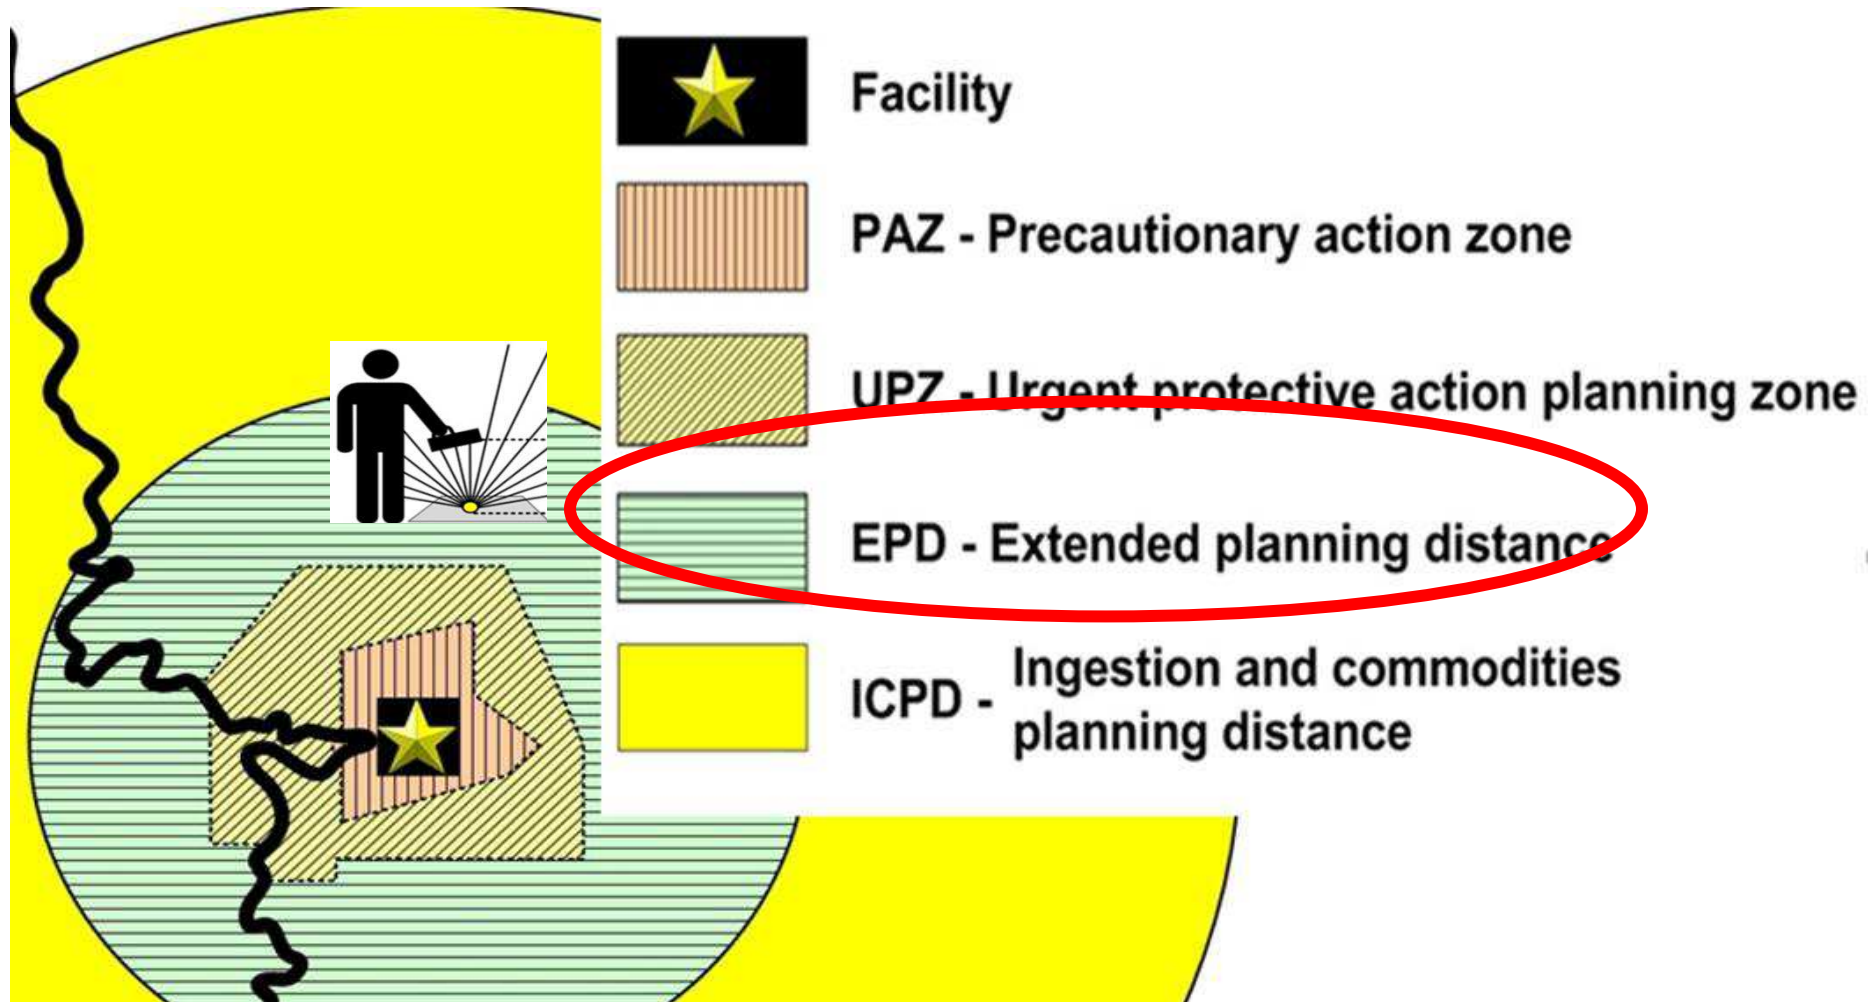 Facility
PAZ - Precautionary action zone
UPZ - Urgent protective action planning zone
EPD - Extended planning distance
ICPD - Ingestion and commodities
planning distance